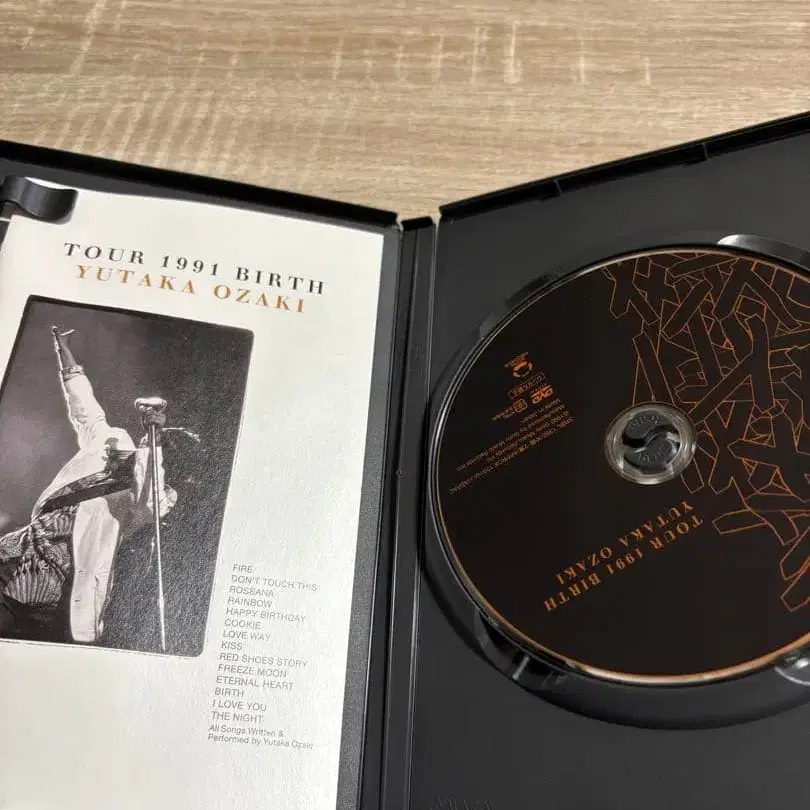 TOUR 1991 BIRTH
YUTAKA OZAKI
FIRE
DON'T TOUCH THIS
ROSBANA
RAINBOW
HAPPY BIRTHDAY
COOKIE
LOVE WAY
KISS
RED SHOES STORY
FREEZE MOON
ETERNAL HEART
BIRTH
I LOVE YOU
THE NIGHT
All Songs Written &
Performed by Yutaka Ozaki
DVD
TOUR 1991 BIRTH
YUTAKA OZAKI